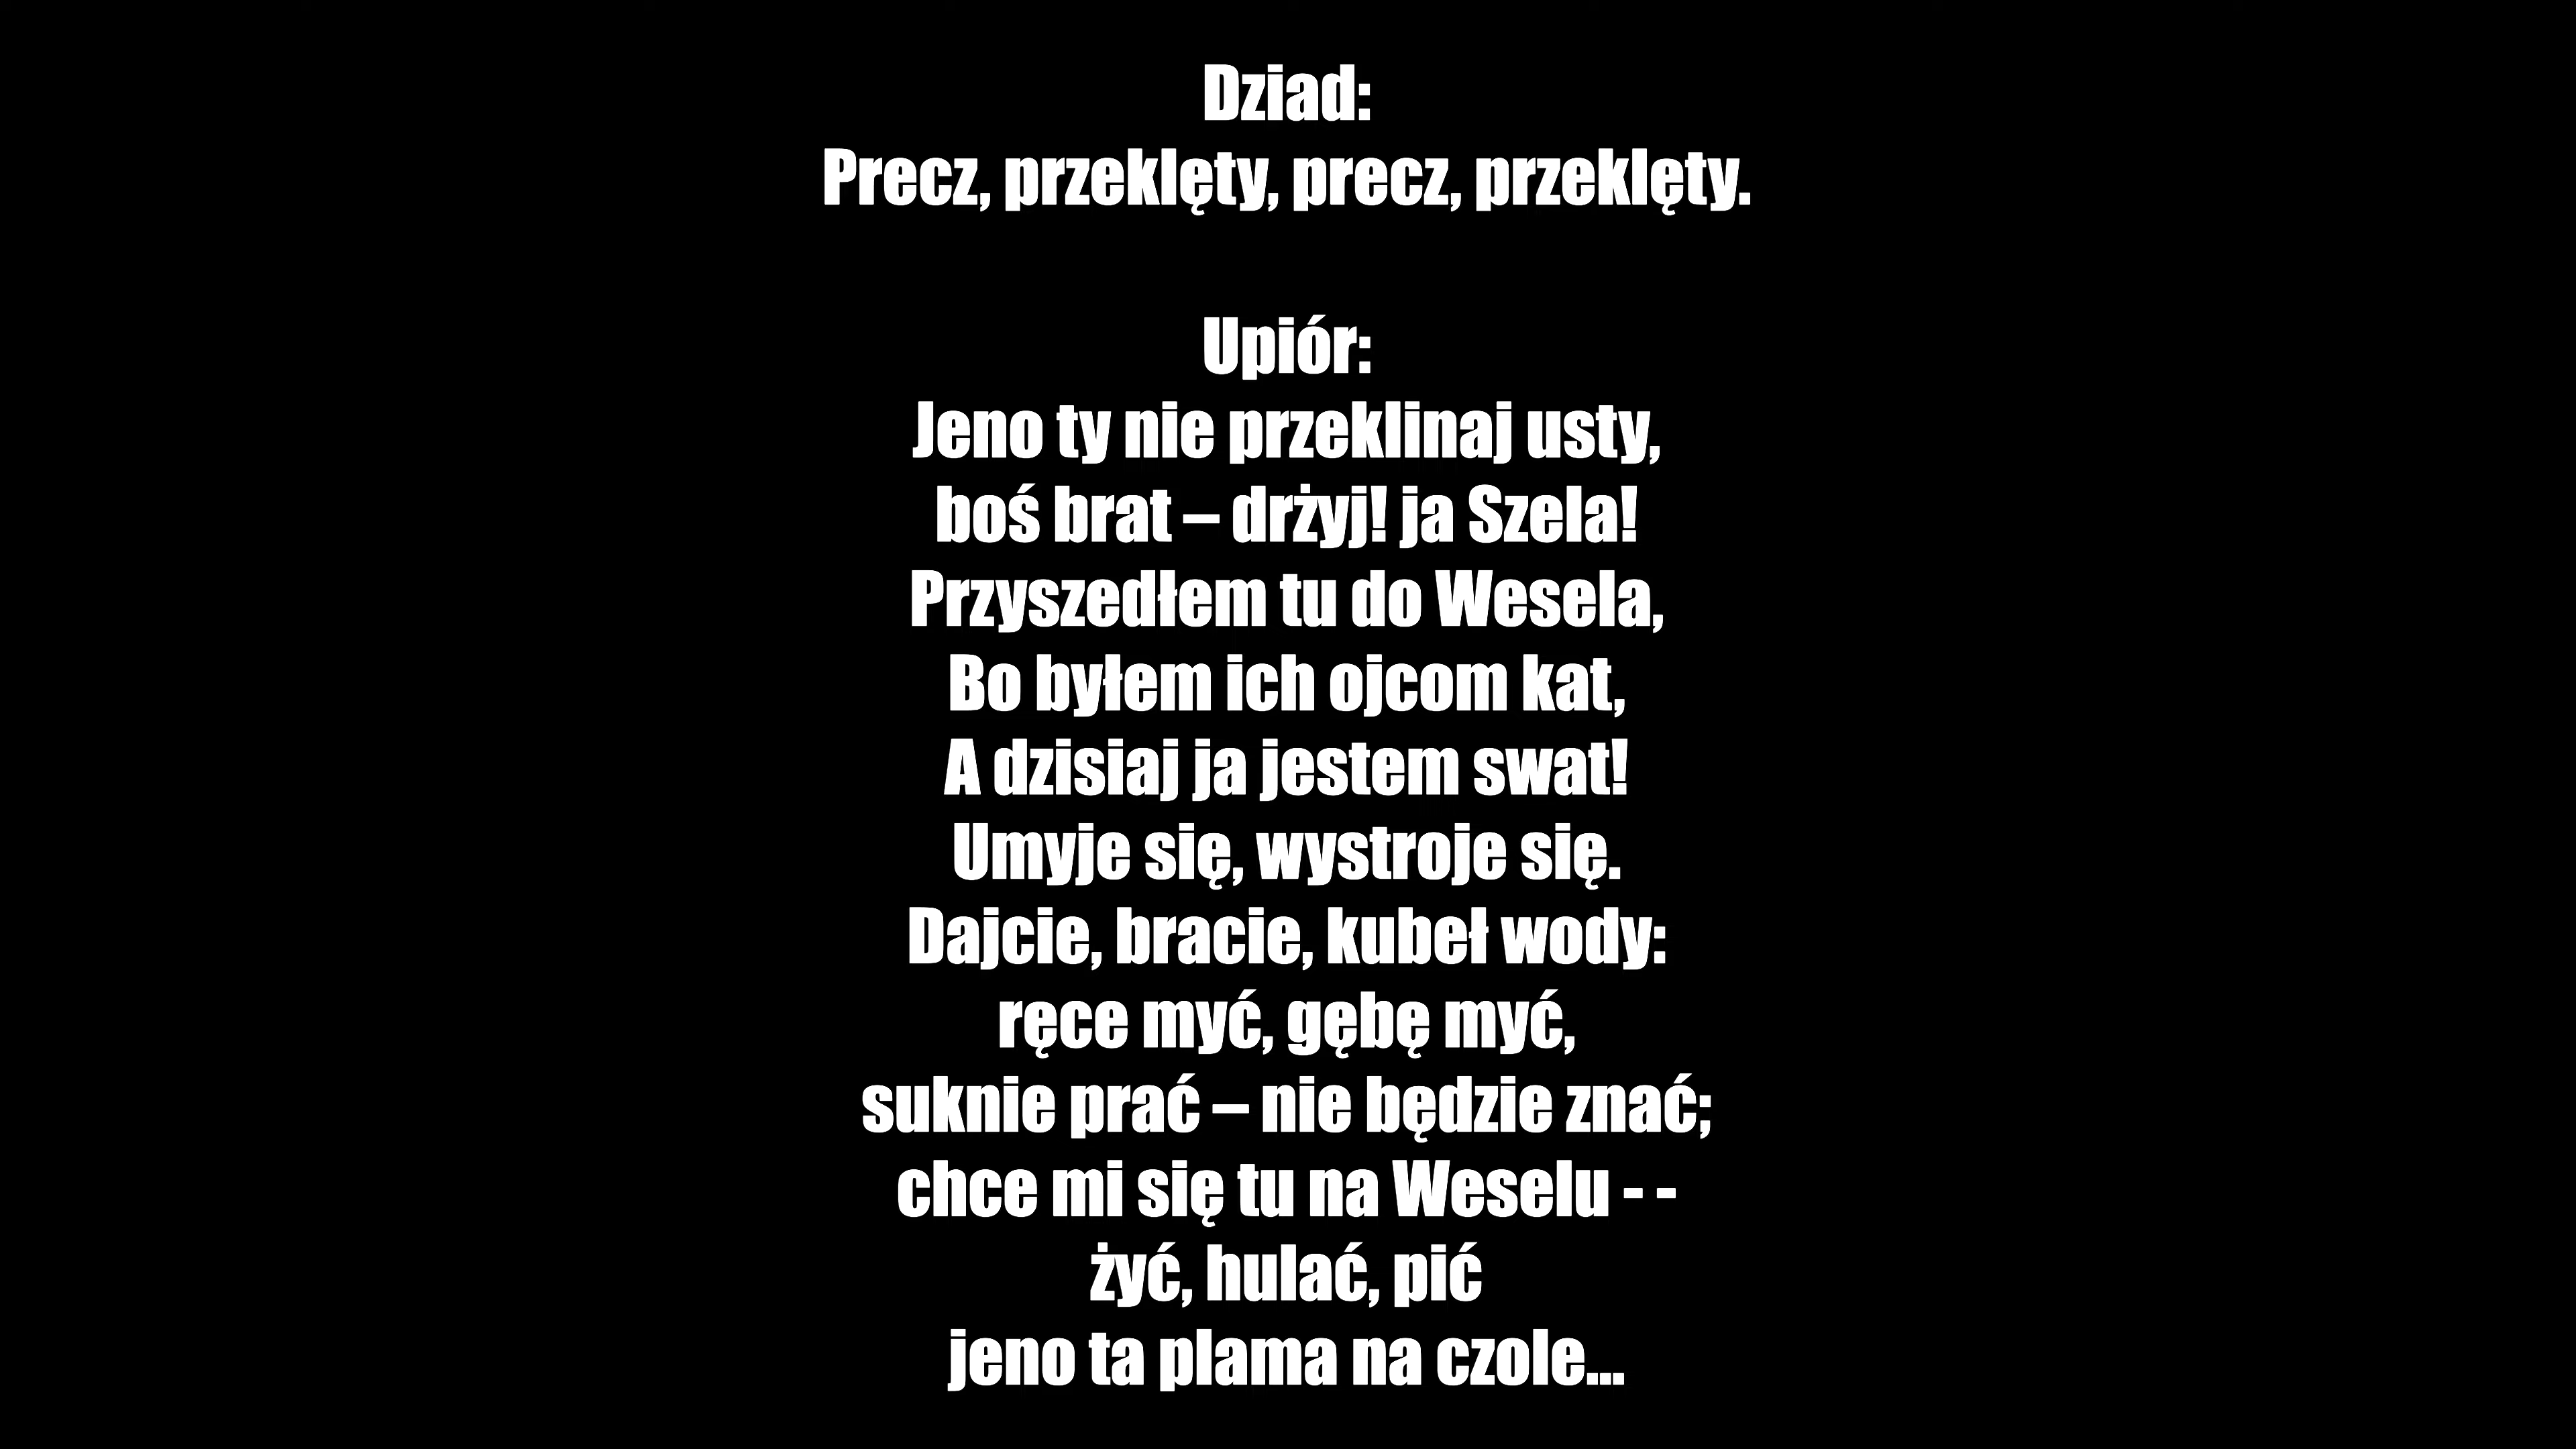 Dziad:
Precz, przeklęty, precz, przeklęty.
Upiór:
Jeno ty nie przeklinaj usty,
boś brat – drżyj! ja Szela!
Przyszedłem tu do Wesela,
Bo byłem ich ojcom kat,
A dzisiaj ja jestem swat!
Umyje się, wystroje się.
Dajcie, bracie, kubeł wody:
ręce myć, gębę myć,
suknie prać – nie będzie znać;
chce mi się tu na Weselu - -
żyć, hulać, pić
jeno ta plama na czole...